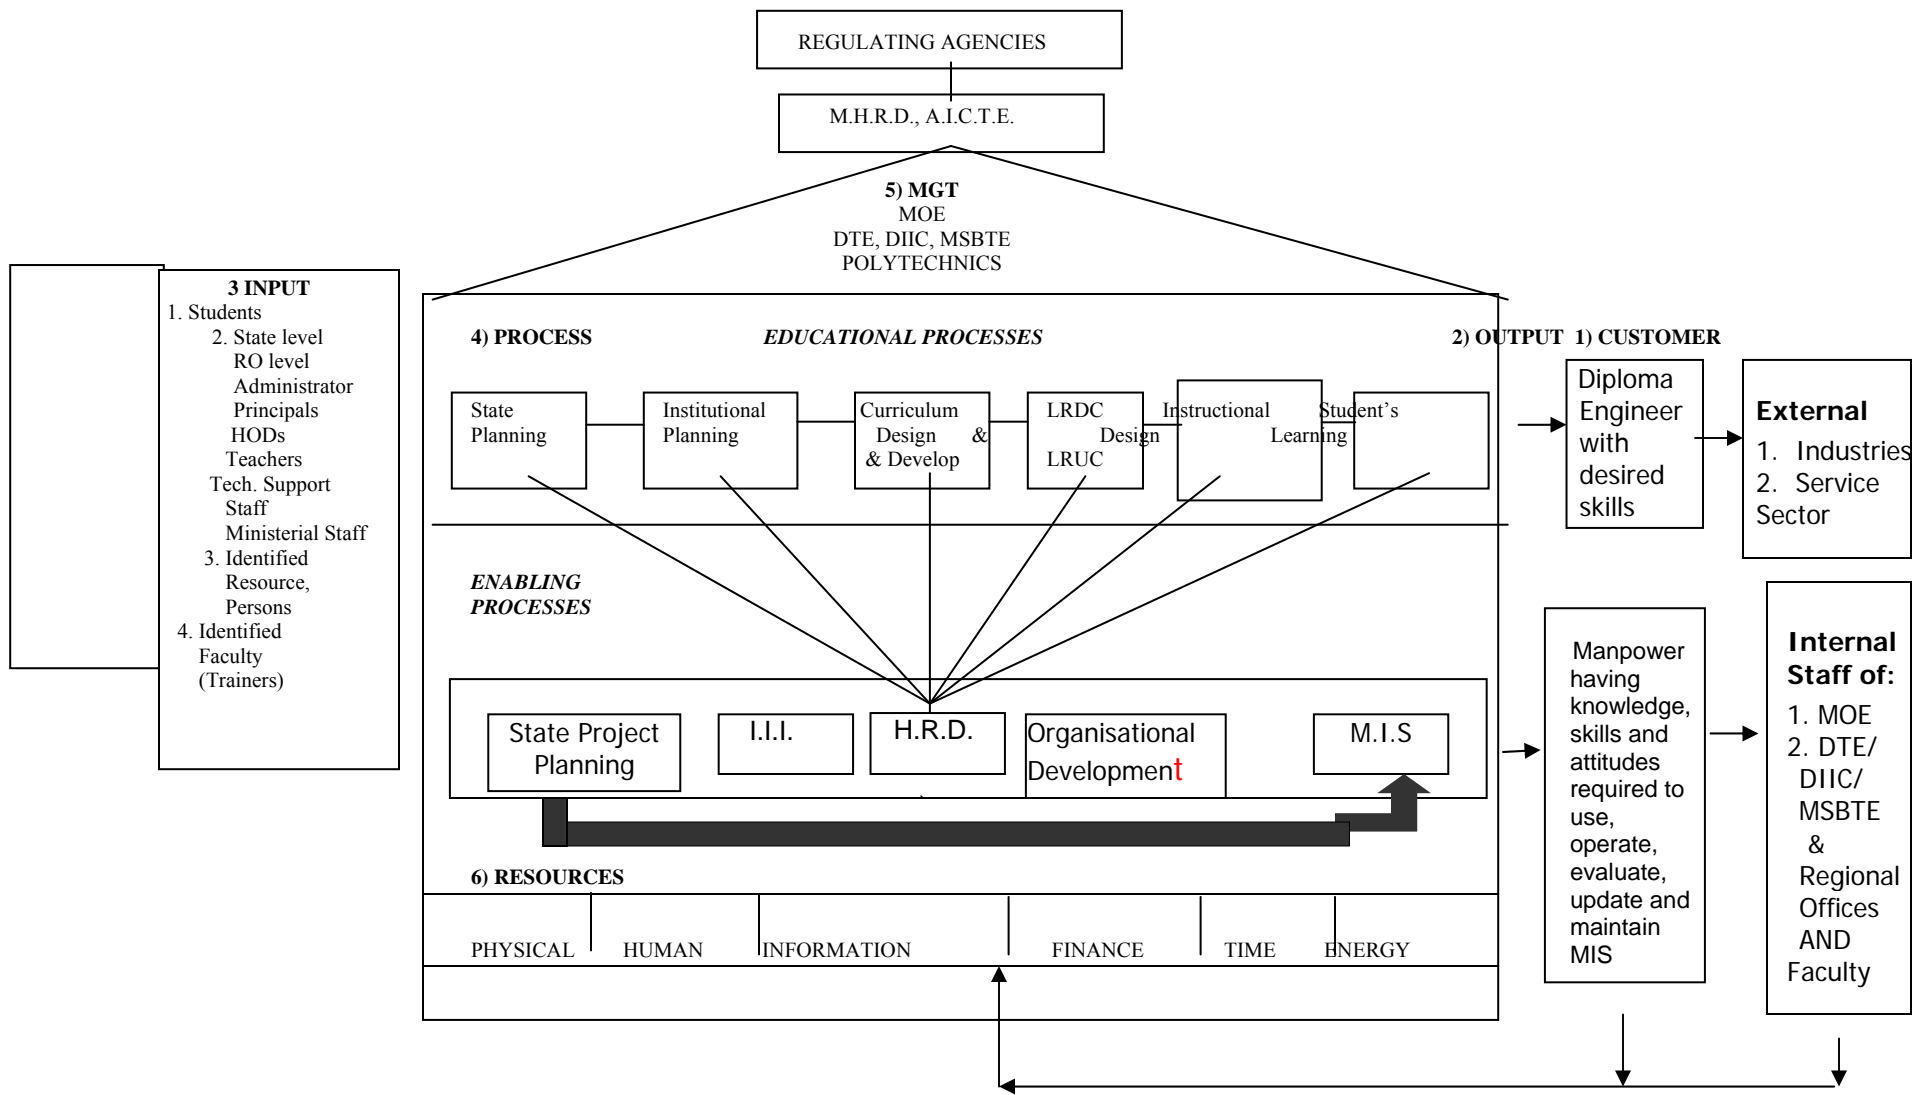 REGULATING AGENCIES
M.H.R.D., A.I.C.T.E.
5) MGT
MOE
DTE, DIIC, MSBTE
POLYTECHNICS
3 INPUT
1. Students
2. State level
RO level
Administrator
Principals
HODs
Teachers
Tech. Support
Staff
Ministerial Staff
3. Identified
Resource,
Persons
4. Identified
Faculty
(Trainers)
4) PROCESS EDUCATIONAL PROCESSES 2) OUTPUT 1) CUSTOMER
State
Planning
Institutional
Planning
Curriculum
Design &
& Develop
LRDC
Design
LRUC
Instructional
Learning
Student’s
Diploma
Engineer
with
desired
skills
External
1. Industries
2. Service
Sector
ENABLING
PROCESSES
State Project
Planning
I.I.I.
H.R.D.
Organisational
Development
M.I.S
Manpower
having
knowledge,
skills and
attitudes
required to
use,
operate,
evaluate,
update and
maintain
MIS
Internal
Staff of:
1. MOE
2. DTE/
DIIC/
MSBTE
&
Regional
Offices
AND
Faculty
6) RESOURCES
PHYSICAL HUMAN INFORMATION FINANCE TIME ENERGY